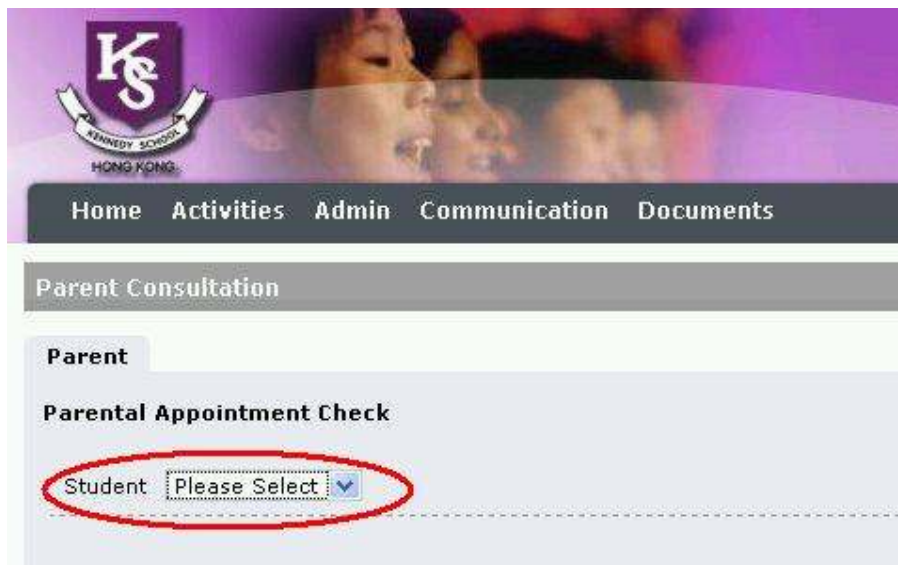 KS
KENNEDY SCHOOL
HONG KONG
Home Activities Admin Communication Documents
Parent Consultation
Parent
Parental Appointment Check
Student Please Select